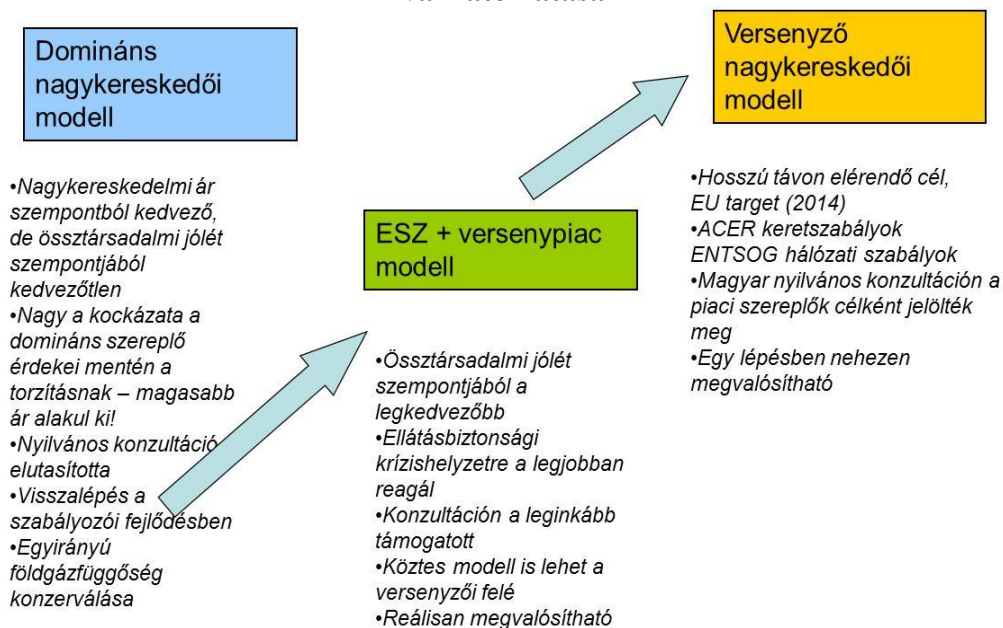 Domináns
nagykereskedői
modell
•Nagykereskedelmi ár
szempontból kedvező,
de össztársadalmi jólét
szempontjából
kedvezőtlen
•Nagy a kockázata a
domináns szereplő
érdekei mentén a
torzításnak – magasabb
ár alakul ki!
•Nyilvános konzultáció
elutasította
•Visszalépés a
szabályozói fejlődésben
•Egyirányú
földgázfüggőség
konzerválása
ESZ + versenypiac
modell
•Össztársadalmi jólét
szempontjából a
legkedvezőbb
•Ellátásbiztonsági
krízishelyzetre a legjobban
reagál
•Konzultáción a leginkább
támogatott
•Köztes modell is lehet a
versenyzői felé
•Reálisan megvalósítható
Versenyző
nagykereskedői
modell
•Hosszú távon elérendő cél,
EU target (2014)
•ACER keretszabályok
ENTSOG hálózati szabályok
•Magyar nyilvános konzultáción a
piaci szereplők célként jelölték
meg
•Egy lépésben nehezen
megvalósítható